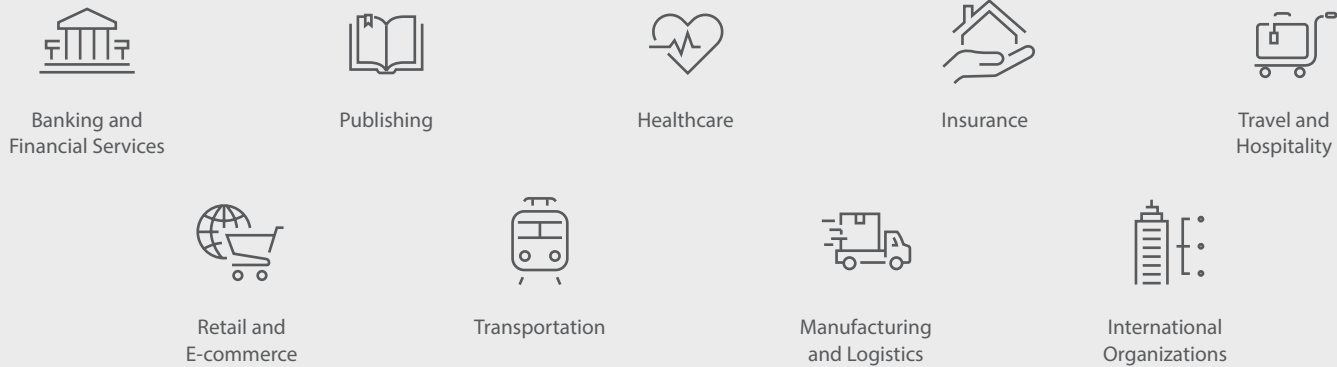 Banking and
Financial Services
Publishing
Healthcare
Insurance
Travel and
Hospitality
Retail and
E-commerce
Transportation
Manufacturing
and Logistics
International
Organizations